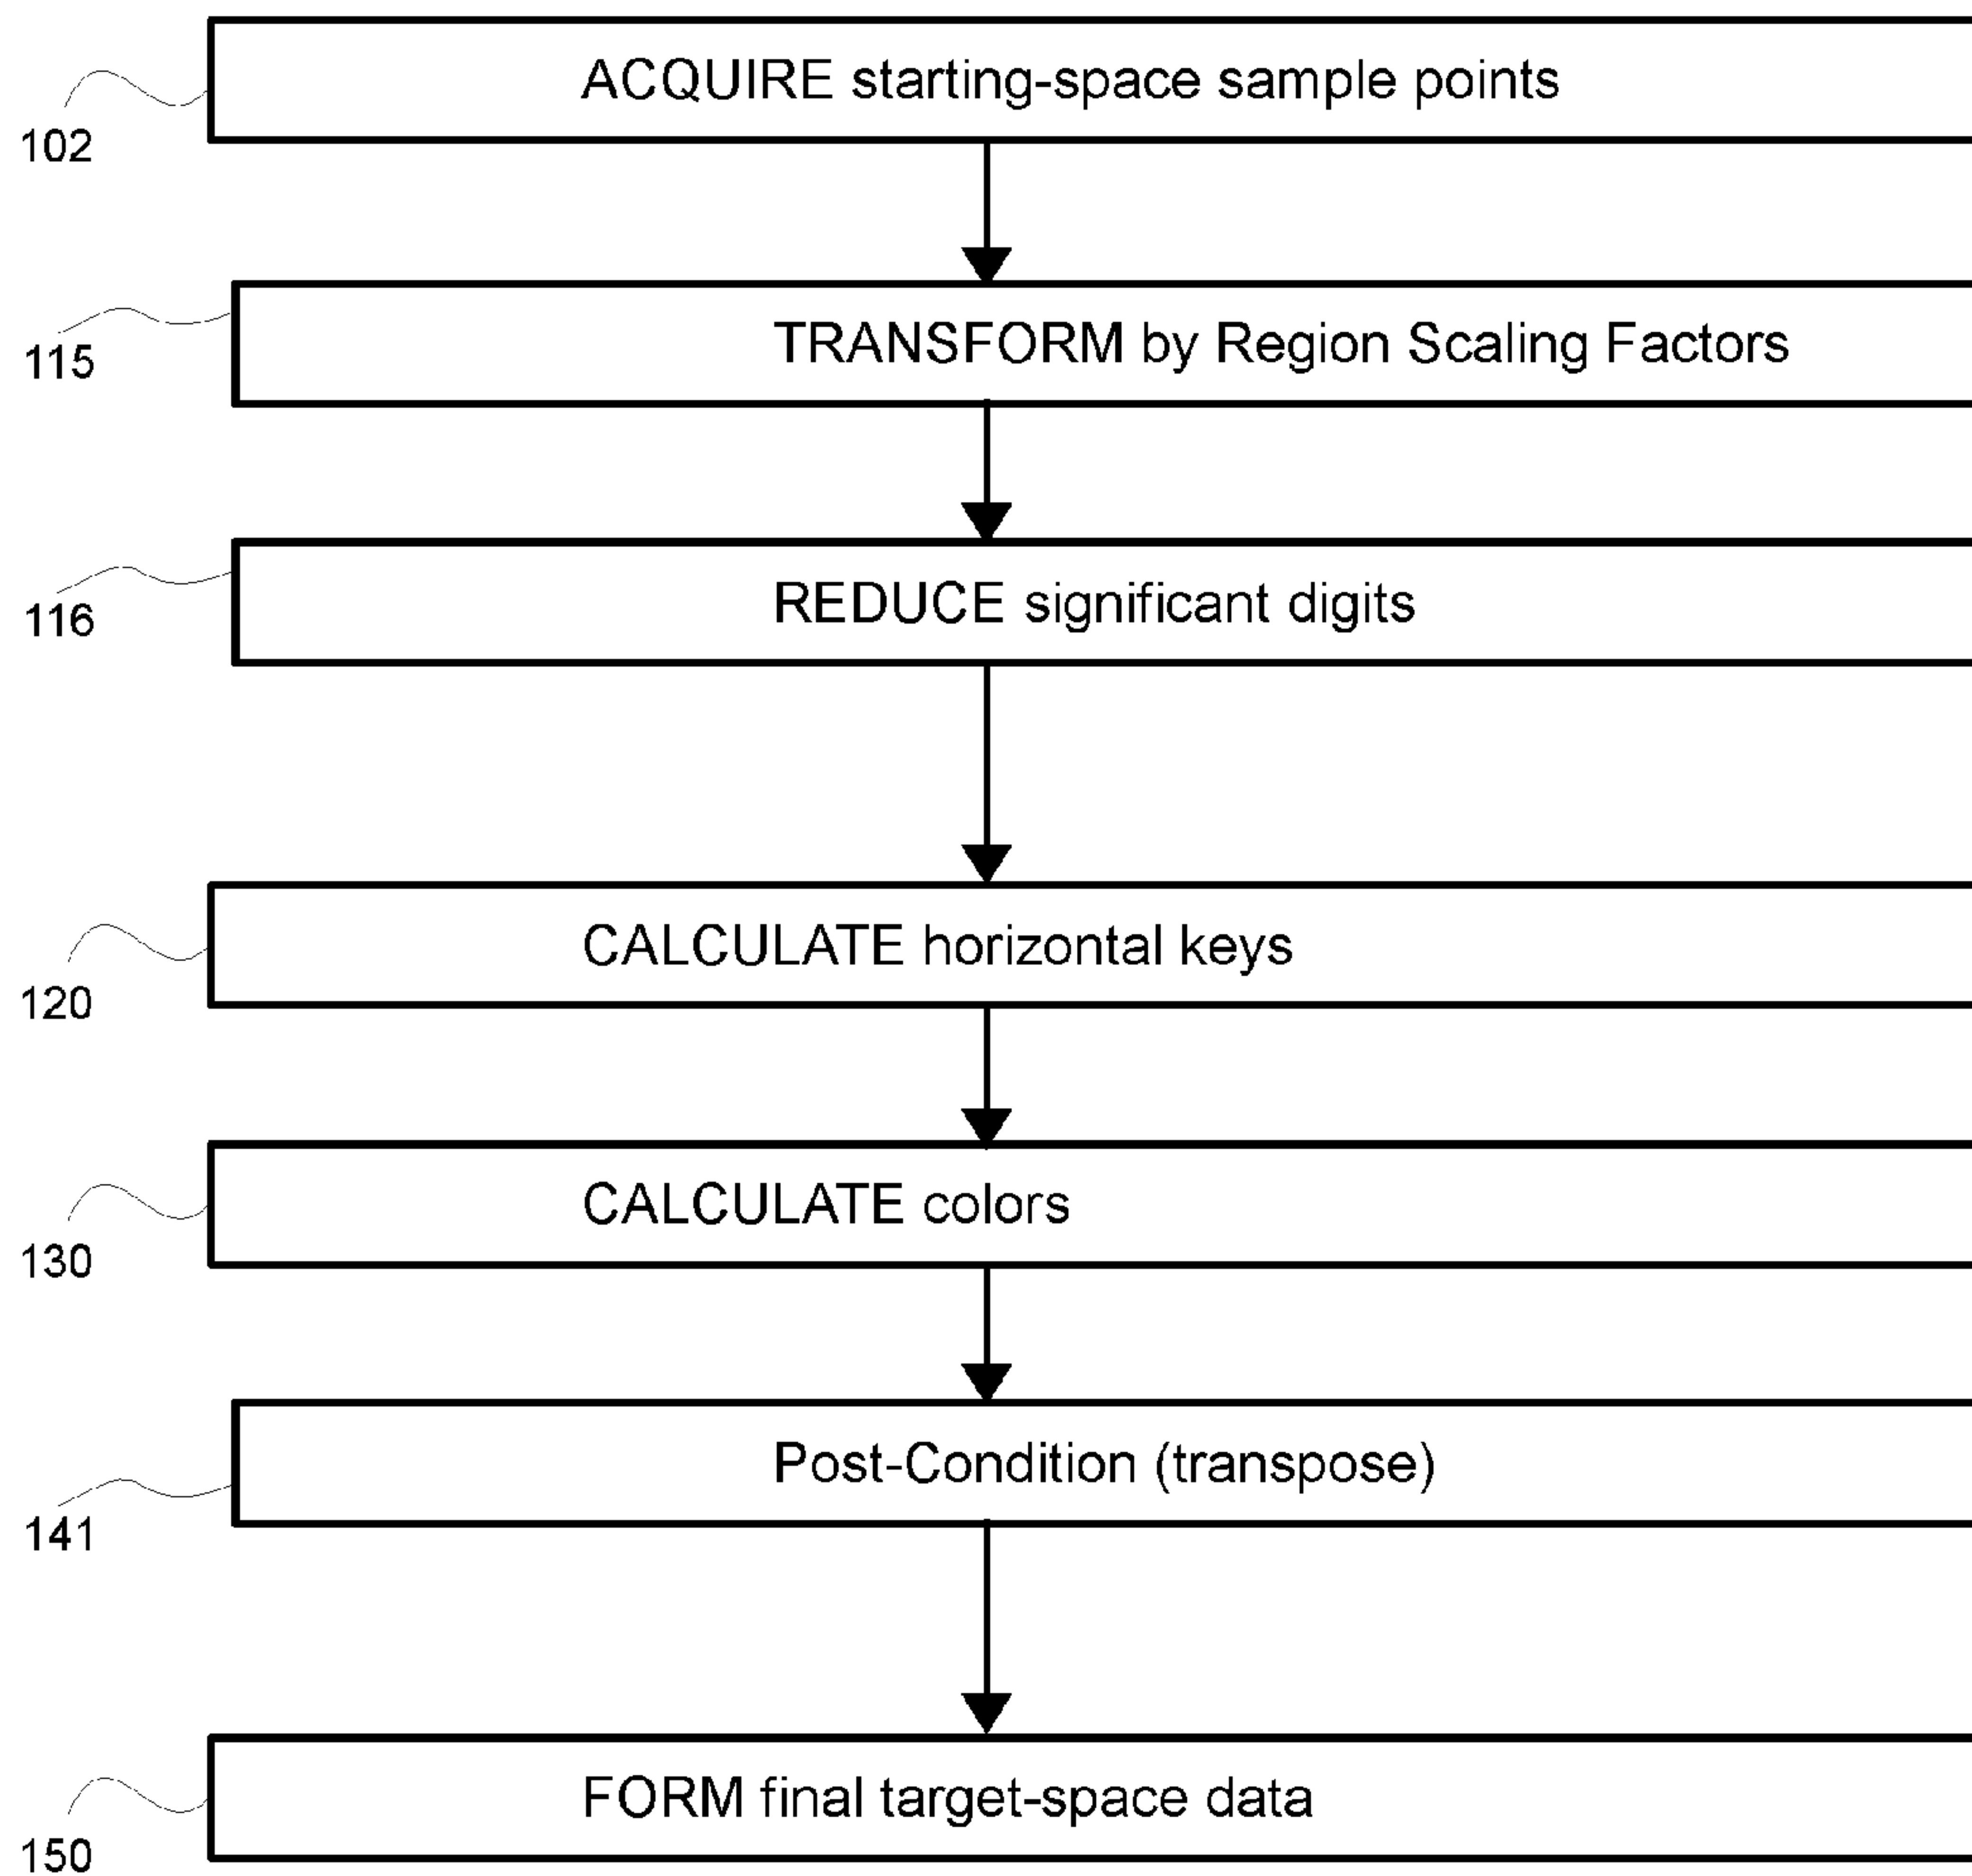 ACQUIRE starting-space sample points
102
TRANSFORM by Region Scaling Factors
115
REDUCE significant digits
116
CALCULATE horizontal keys
120
CALCULATE colors
130
Post-Condition (transpose)
141
FORM final target-space data
150